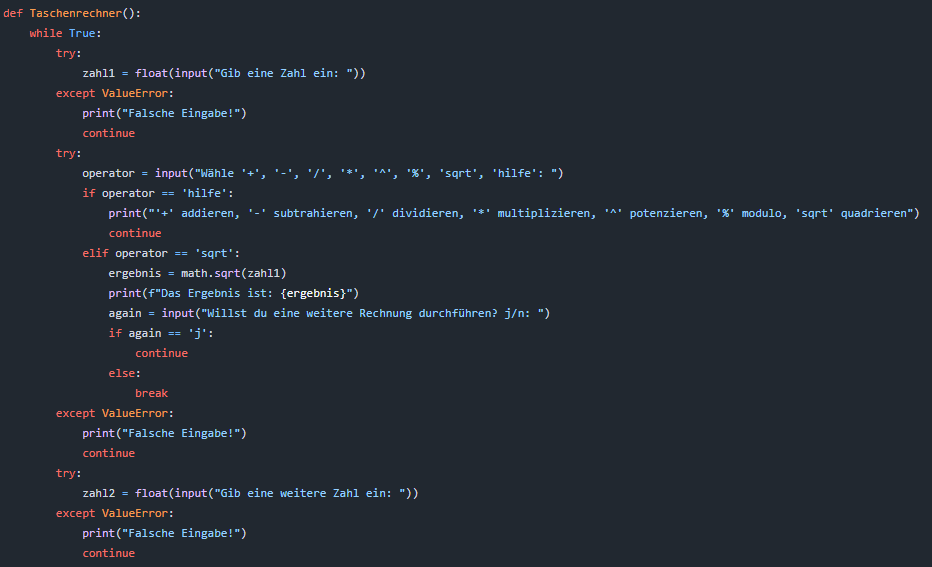 def Taschenrechner():
    while True:
        try:
            zahl1 = float(input("Gib eine Zahl ein: "))
        except ValueError:
            print("Falsche Eingabe!")
            continue
        try:
            operator = input("Wähle '+', '-', '/', '*', '^', '%', 'sqrt', 'hilfe': ")
            if operator == 'hilfe':
                print("'+' addieren, '-' subtrahieren, '/' dividieren, '*' multiplizieren, '^' potenzieren, '%' modulo, 'sqrt' quadrieren")
                continue
            elif operator == 'sqrt':
                ergebnis = math.sqrt(zahl1)
                print(f"Das Ergebnis ist: {ergebnis}")
                again = input("Willst du eine weitere Rechnung durchführen? j/n: ")
                if again == 'j':
                    continue
                else:
                    break
        except ValueError:
            print("Falsche Eingabe!")
            continue
        try:
            zahl2 = float(input("Gib eine weitere Zahl ein: "))
        except ValueError:
            print("Falsche Eingabe!")
            continue